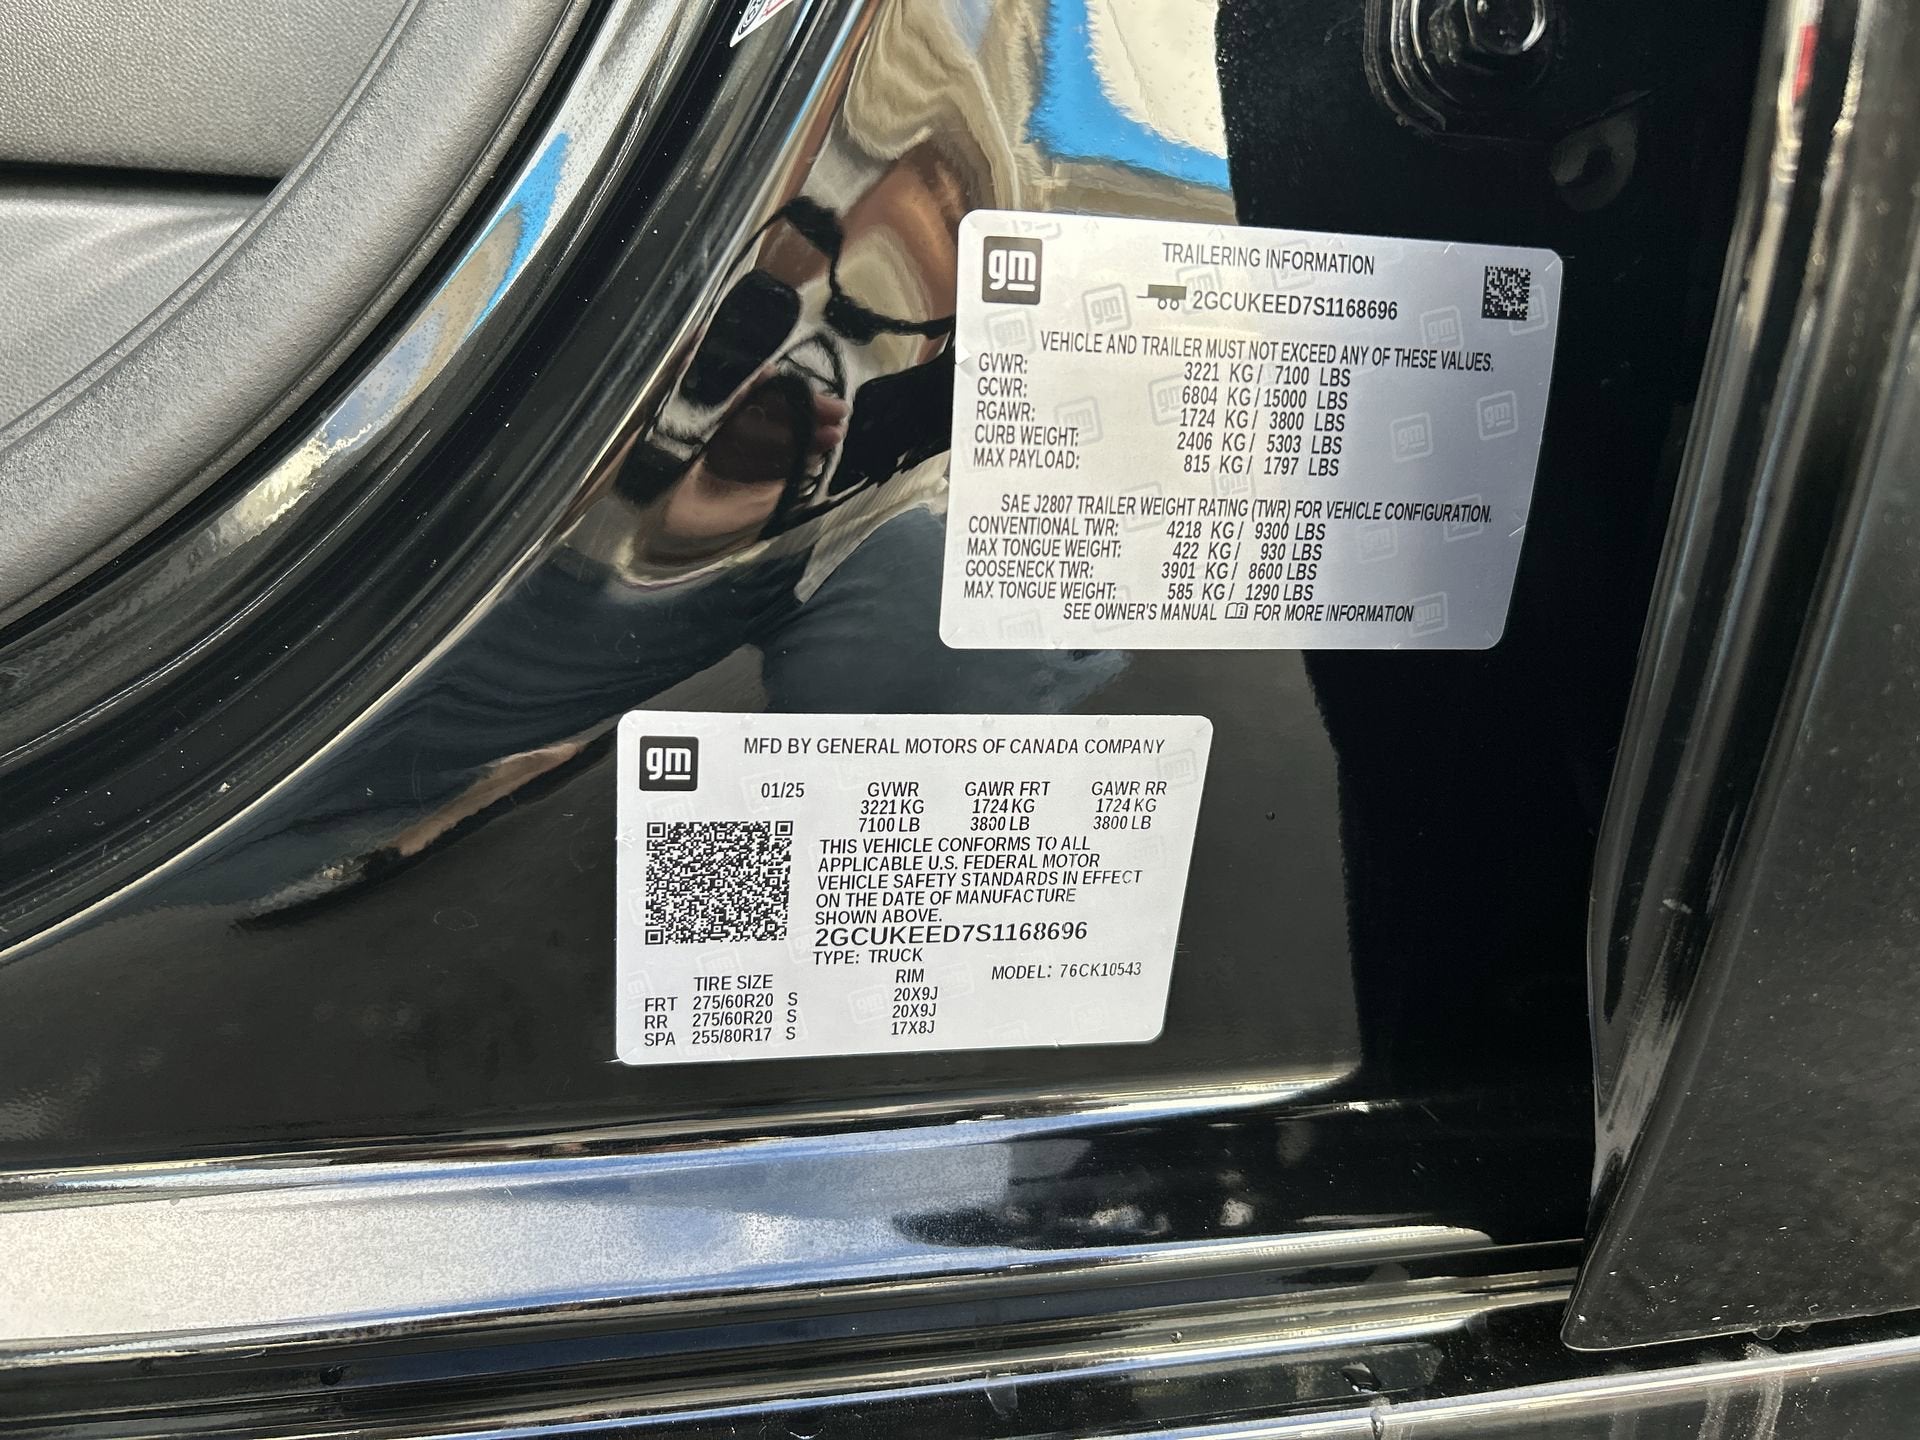 gm
TRAILERING INFORMATION
2GCUKEED7S1168696
VEHICLE AND TRAILER MUST NOT EXCEED ANY OF THESE VALUES.
GVWR: 3221 KG / 7100 LBS
GCWR: 6804 KG / 15000 LBS
RGAWR: 1724 KG / 3800 LBS
CURB WEIGHT: 2406 KG / 5303 LBS
MAX PAYLOAD: 815 KG / 1797 LBS
SAE J2807 TRAILER WEIGHT RATING (TWR) FOR VEHICLE CONFIGURATION.
CONVENTIONAL TWR: 4218 KG / 9300 LBS
MAX TONGUE WEIGHT: 422 KG / 930 LBS
GOOSENECK TWR: 3901 KG / 8600 LBS
MAX TONGUE WEIGHT: 585 KG / 1290 LBS
SEE OWNER'S MANUAL FOR MORE INFORMATION
gm
MFD BY GENERAL MOTORS OF CANADA COMPANY
01/25 GVWR GAWR FRT GAWR RR
3221 KG 1724 KG 1724 KG
7100 LB 3800 LB 3800 LB
THIS VEHICLE CONFORMS TO ALL
APPLICABLE U.S. FEDERAL MOTOR
VEHICLE SAFETY STANDARDS IN EFFECT
ON THE DATE OF MANUFACTURE
SHOWN ABOVE.
2GCUKEED7S1168696
TYPE: TRUCK
TIRE SIZE RIM MODEL: 76CK10543
FRT 275/60R20 S 20X9J
RR 275/60R20 S 20X9J
SPA 255/80R17 S 17X8J